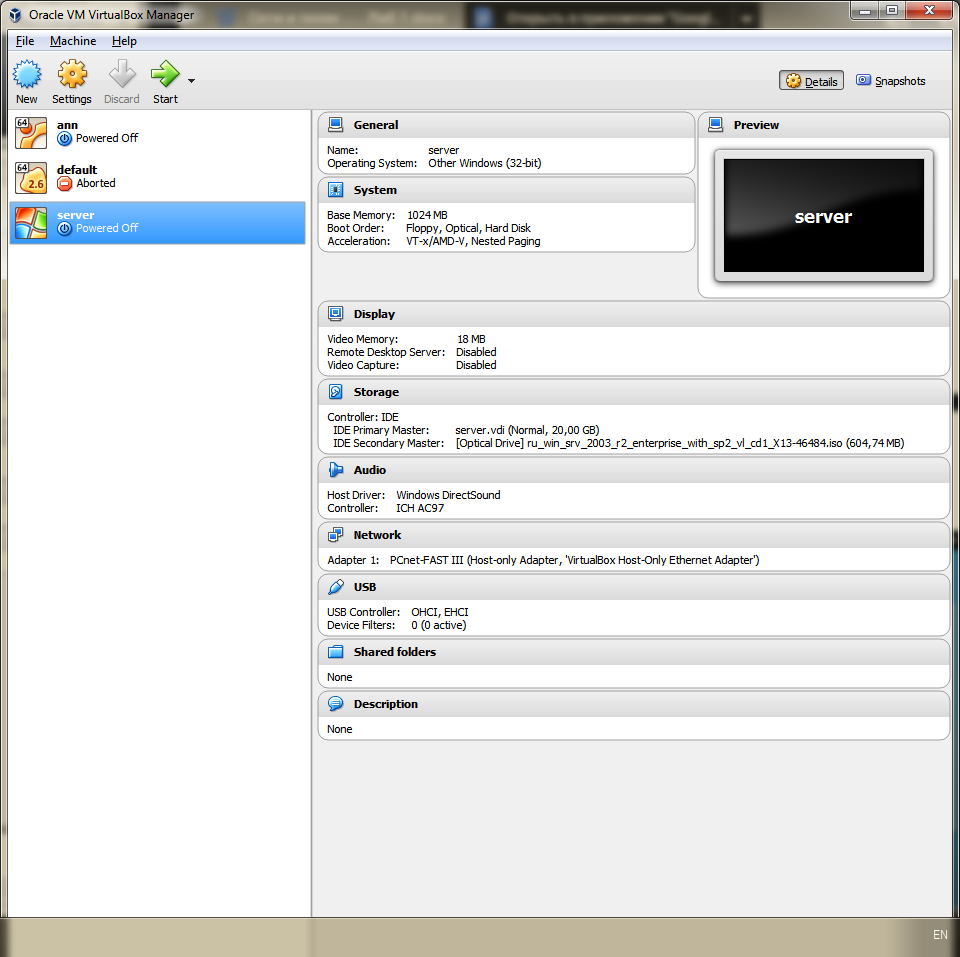 Oracle VM VirtualBox Manager
File Machine Help
New Settings Discard Start
Details Snapshots
64
ann
Powered Off
64
2.6
default
Aborted
server
Powered Off
General
Name: server
Operating System: Other Windows (32-bit)
System
Base Memory: 1024 MB
Boot Order: Floppy, Optical, Hard Disk
Acceleration: VT-x/AMD-V, Nested Paging
Preview
server
Display
Video Memory: 18 MB
Remote Desktop Server: Disabled
Video Capture: Disabled
Storage
Controller: IDE
IDE Primary Master: server.vdi (Normal, 20,00 GB)
IDE Secondary Master: [Optical Drive] ru_win_srv_2003_r2_enterprise_with_sp2_vl_cd1_X13-46484.iso (604,74 MB)
Audio
Host Driver: Windows DirectSound
Controller: ICH AC97
Network
Adapter 1: PCnet-FAST III (Host-only Adapter, 'VirtualBox Host-Only Ethernet Adapter')
USB
USB Controller: OHCI, EHCI
Device Filters: 0 (0 active)
Shared folders
None
Description
None
EN